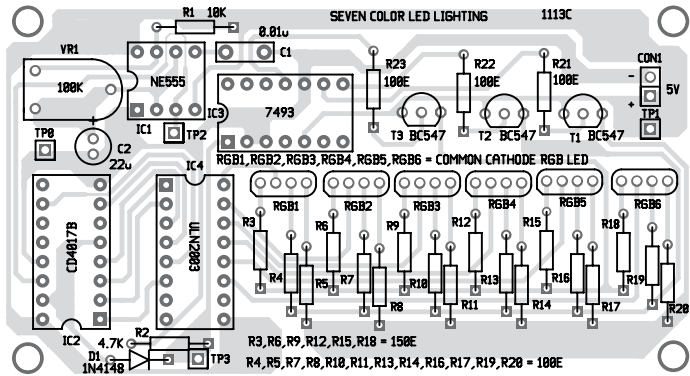 R1 10K
SEVEN COLOR LED LIGHTING
1113C
0.01u
C1
VR1
100K
NE555
IC1
TP2
IC3
7493
R23
100E
R22
100E
R21
100E
CON1
-
5V
+
TP1
T3 BC547
T2 BC547
T1 BC547
TP0
+
C2
22u
RGB1,RGB2,RGB3,RGB4,RGB5,RGB6 = COMMON CATHODE RGB LED
IC4
CD4017B
ULN2003
RGB1
RGB2
RGB3
RGB4
RGB5
RGB6
R3
R6
R9
R12
R15
R18
R4
R5
R7
R8
R10
R11
R13
R14
R16
R17
R19
R20
IC2
4.7K
R2
D1
1N4148
TP3
R3,R6,R9,R12,R15,R18 = 150E
R4,R5,R7,R8,R10,R11,R13,R14,R16,R17,R19,R20 = 100E